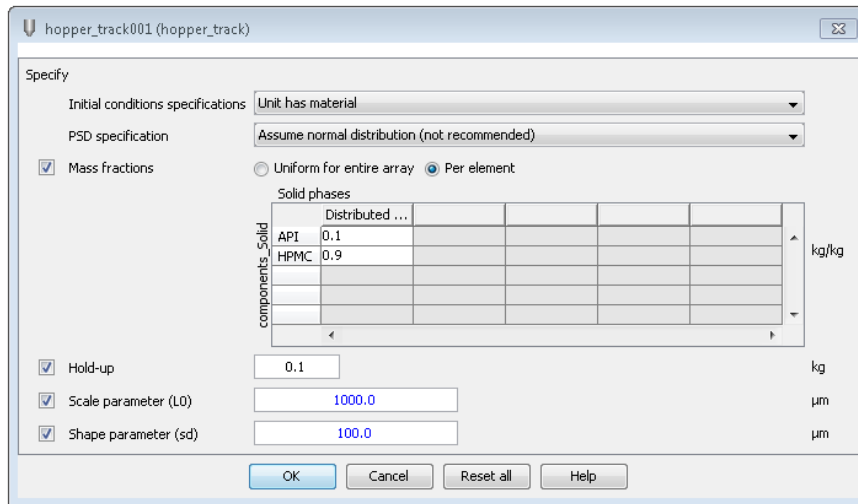 hopper_track001 (hopper_track)
Specify
Initial conditions specifications Unit has material
PSD specification Assume normal distribution (not recommended)
Mass fractions Uniform for entire array Per element
Solid phases
Distributed ...
components_Solid
API 0.1
HPMC 0.9
kg/kg
Hold-up 0.1 kg
Scale parameter (L0) 1000.0 µm
Shape parameter (sd) 100.0 µm
OK Cancel Reset all Help